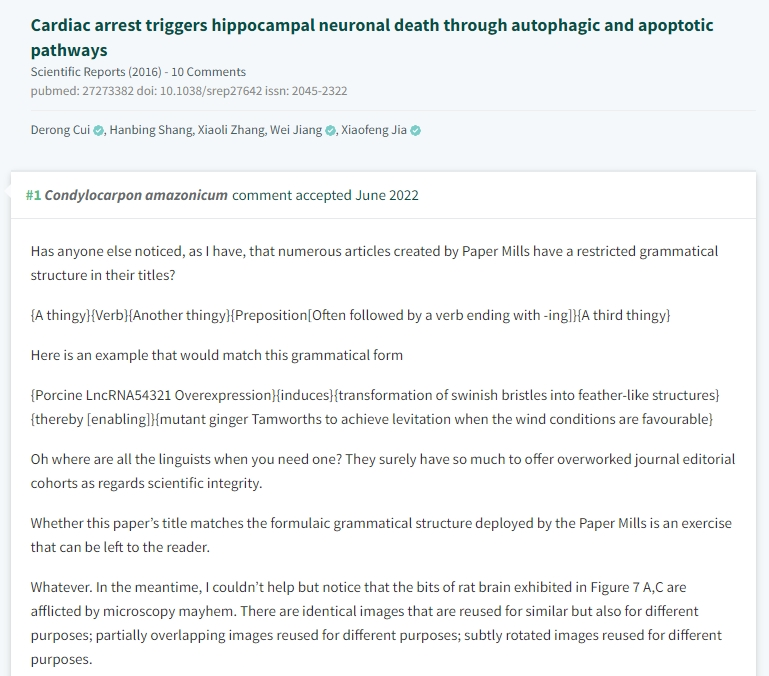 Cardiac arrest triggers hippocampal neuronal death through autophagic and apoptotic
pathways
Scientific Reports (2016) - 10 Comments
pubmed: 27273382 doi: 10.1038/srep27642 issn: 2045-2322
Derong Cui, Hanbing Shang, Xiaoli Zhang, Wei Jiang, Xiaofeng Jia
#1 Condylocarpon amazonicum comment accepted June 2022
Has anyone else noticed, as I have, that numerous articles created by Paper Mills have a restricted grammatical
structure in their titles?
{A thingy}{Verb}{Another thingy}{Preposition[Often followed by a verb ending with -ing]}{A third thingy}
Here is an example that would match this grammatical form
{Porcine LncRNA54321 Overexpression}{induces}{transformation of swinish bristles into feather-like structures}
{thereby [enabling]}{mutant ginger Tamworths to achieve levitation when the wind conditions are favourable}
Oh where are all the linguists when you need one? They surely have so much to offer overworked journal editorial
cohorts as regards scientific integrity.
Whether this paper’s title matches the formulaic grammatical structure deployed by the Paper Mills is an exercise
that can be left to the reader.
Whatever. In the meantime, I couldn’t help but notice that the bits of rat brain exhibited in Figure 7 A,C are
afflicted by microscopy mayhem. There are identical images that are reused for similar but also for different
purposes; partially overlapping images reused for different purposes; subtly rotated images reused for different
purposes.